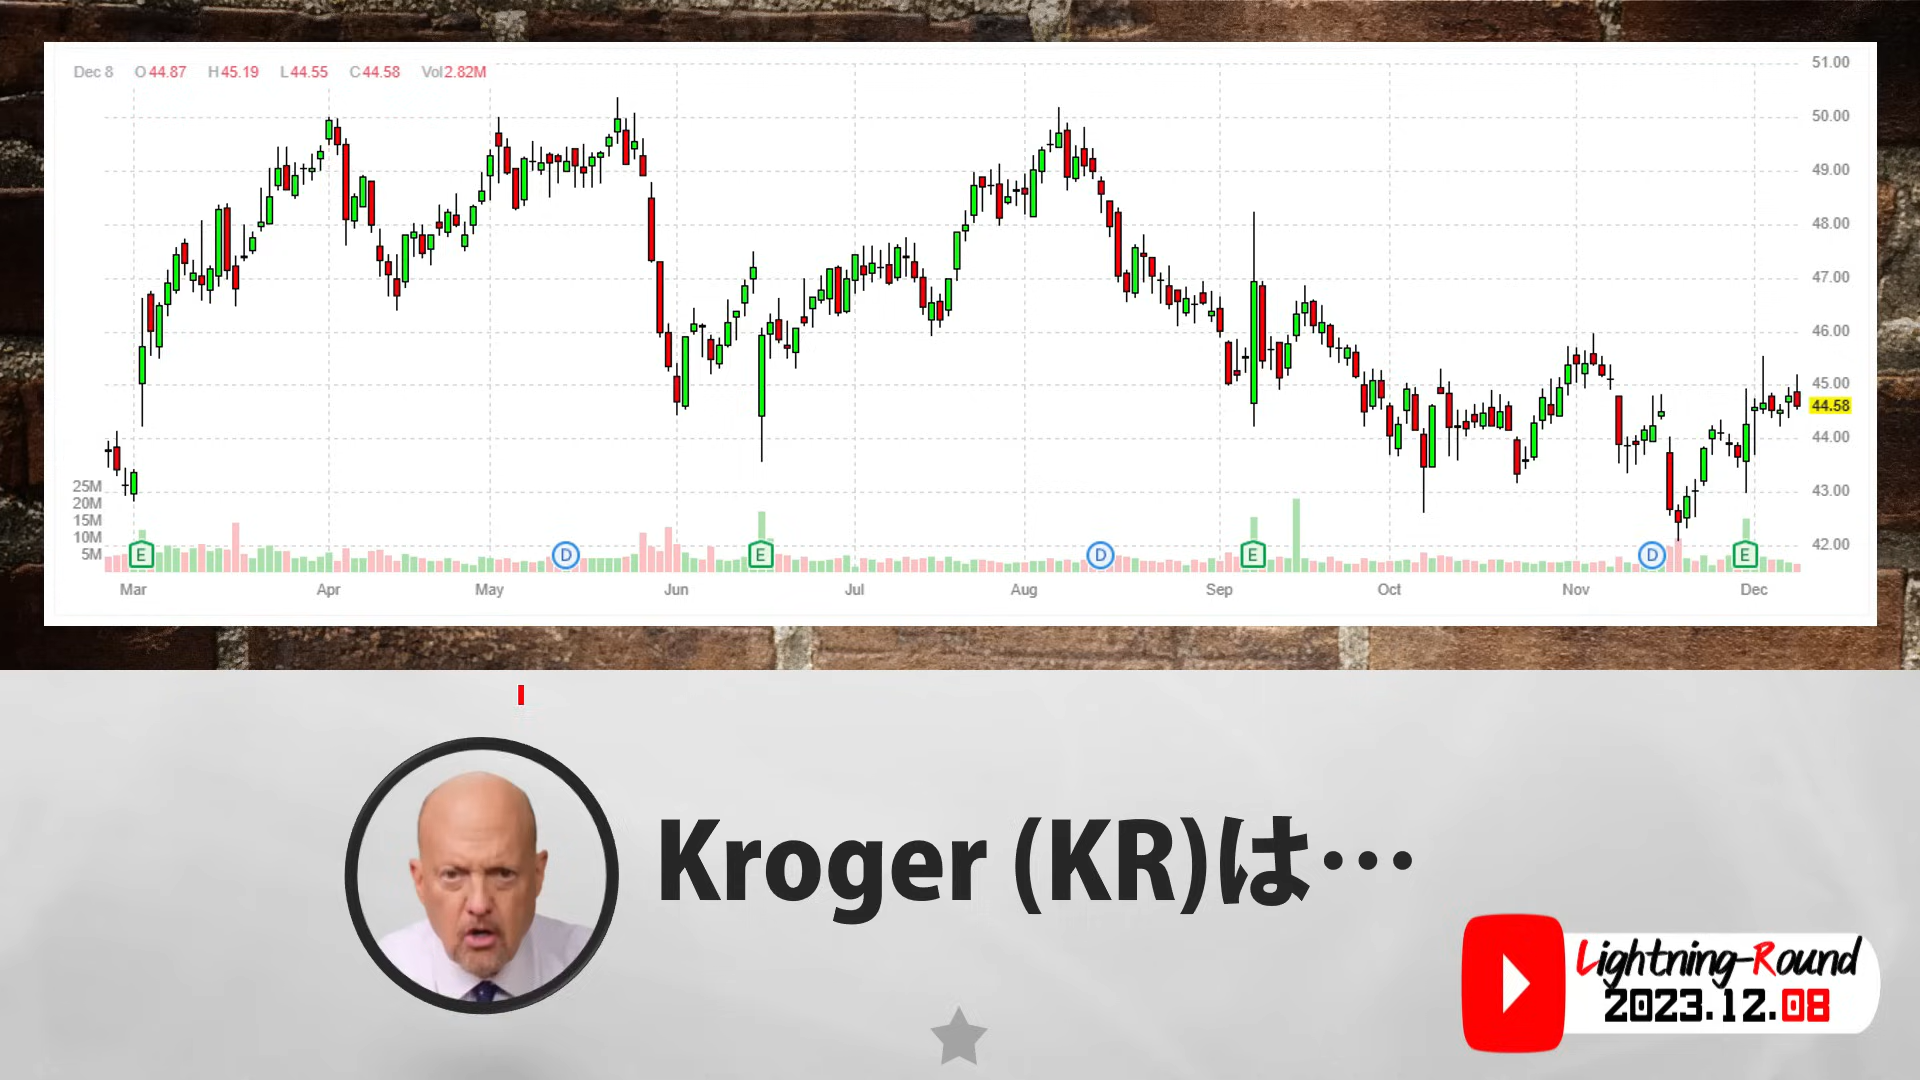 Dec 8 O44.87 H45.19 L44.55 C44.58 Vol2.82M
51.00
50.00
49.00
48.00
47.00
46.00
45.00
44.58
44.00
43.00
42.00
25M
20M
15M
10M
5M
E D E D E D E
Mar Apr May Jun Jul Aug Sep Oct Nov Dec
Kroger (KR)は…
Lightning-Round
2023.12.08